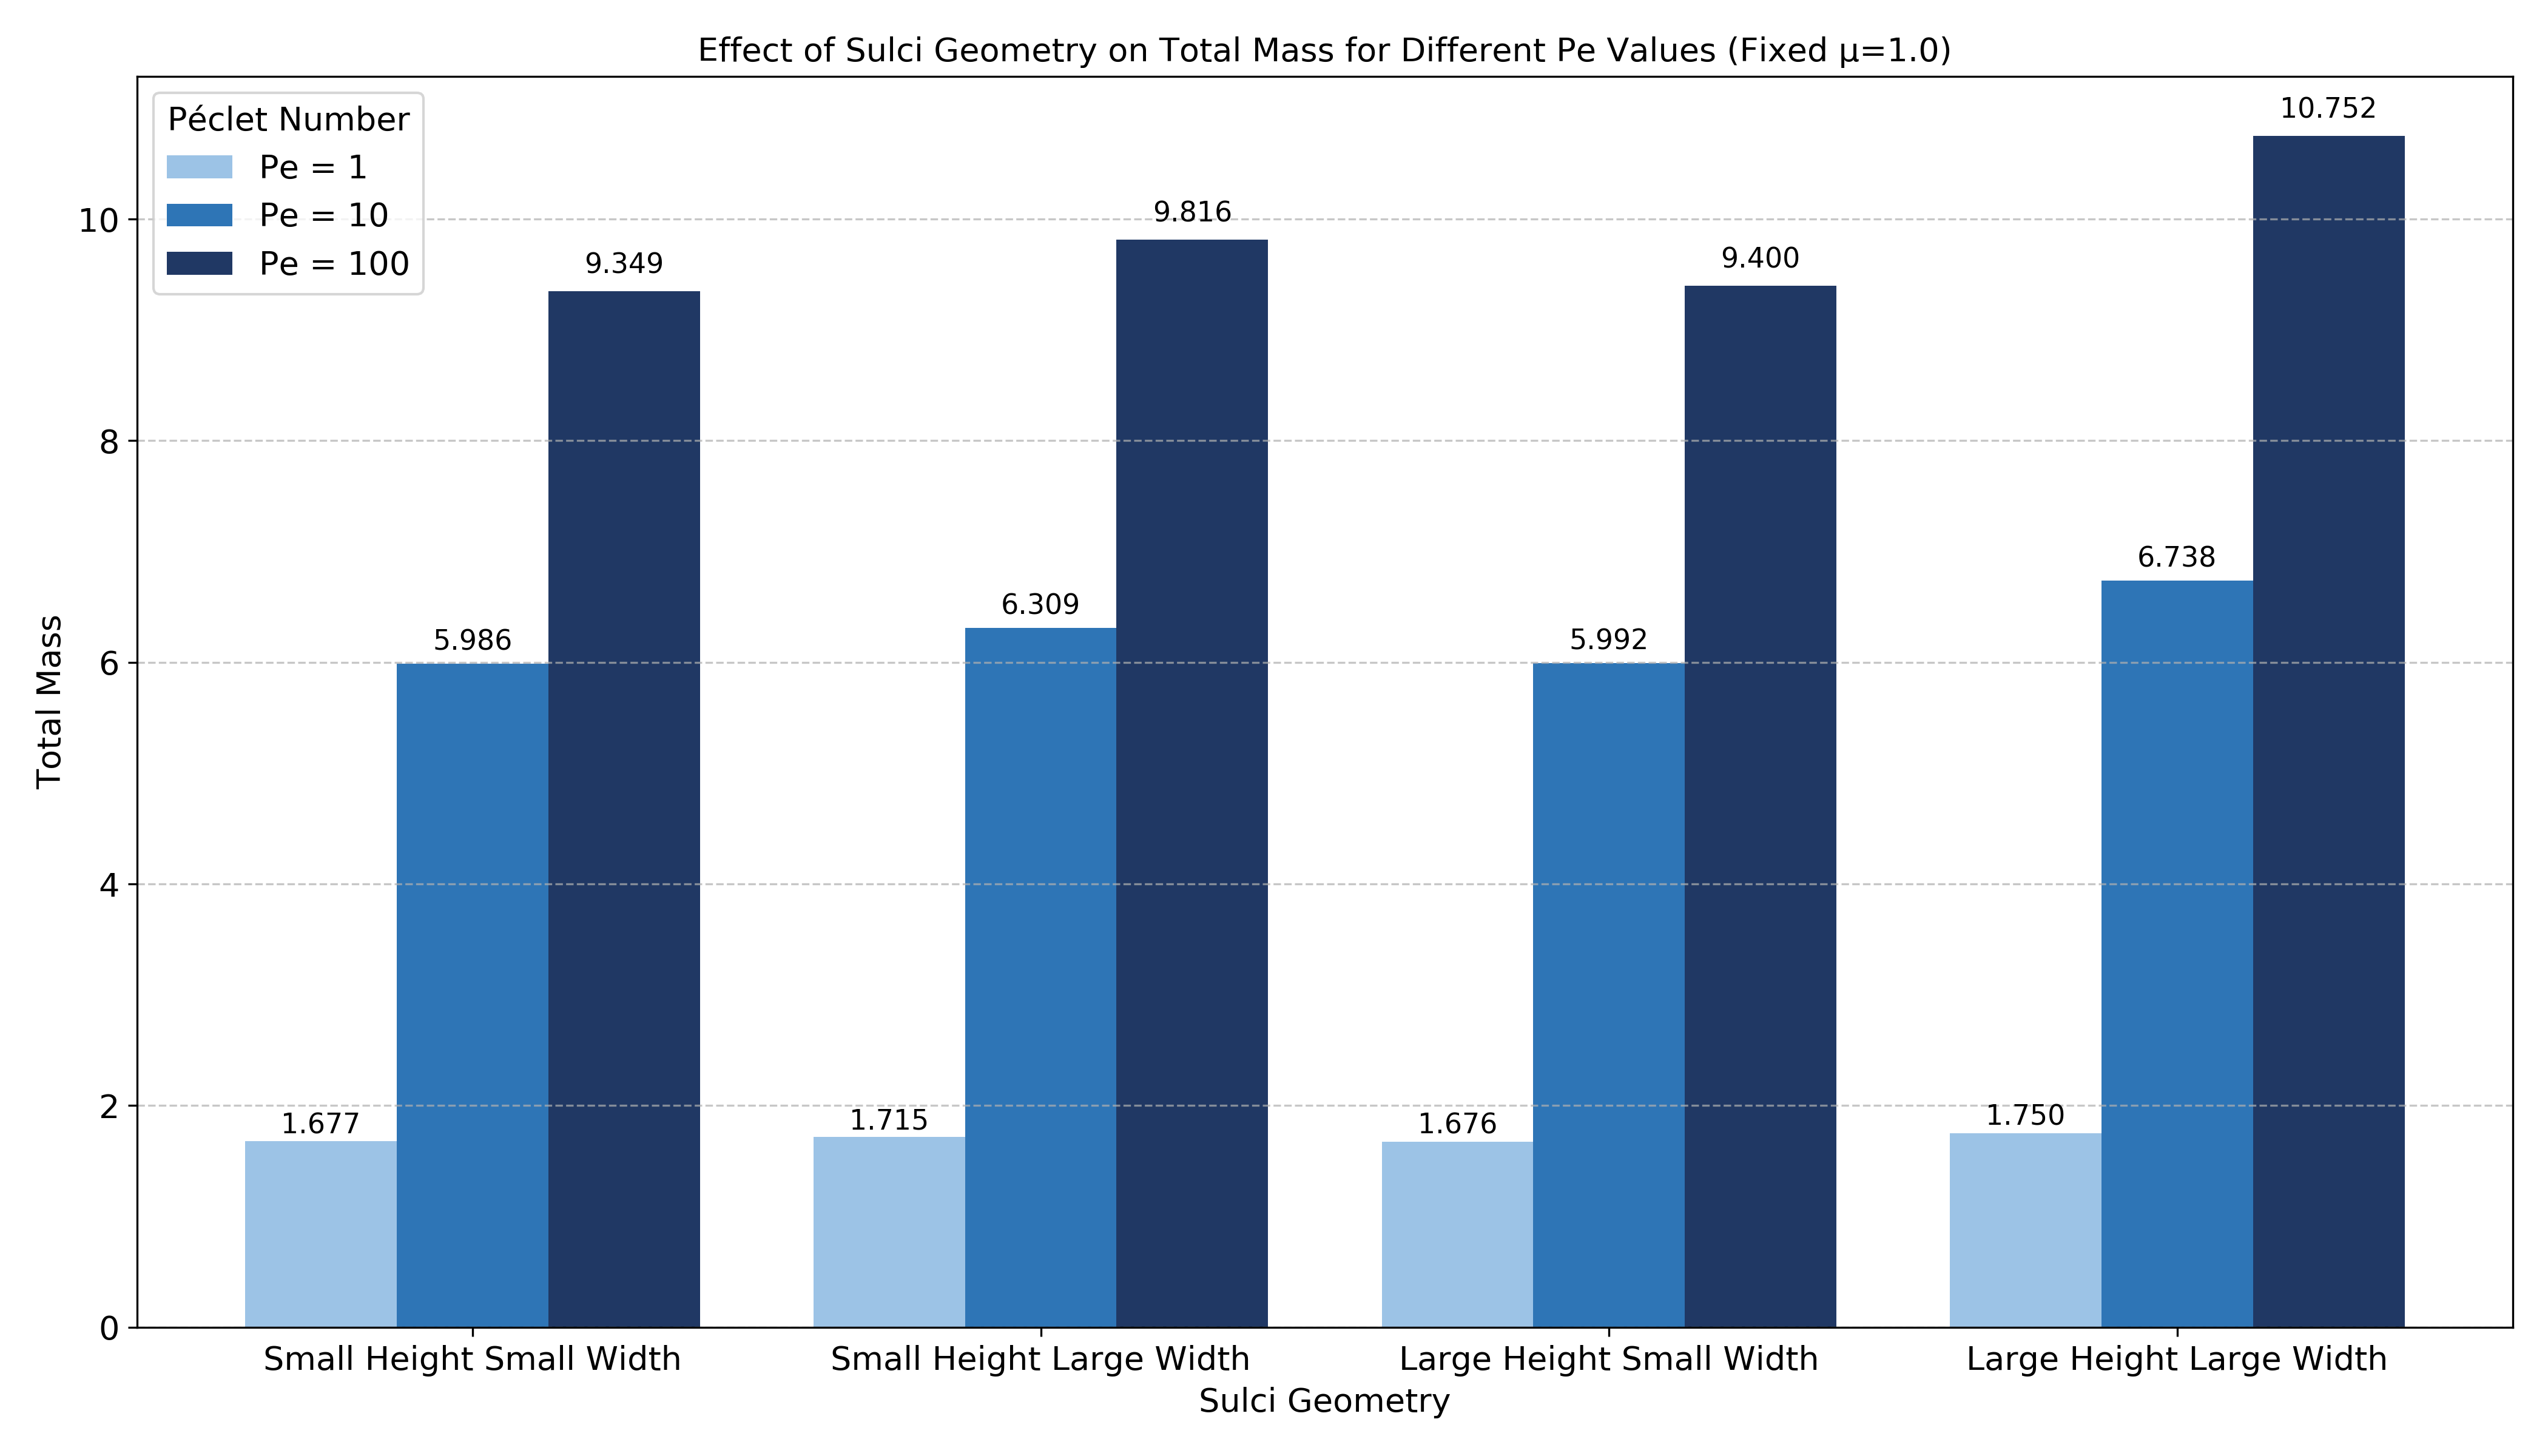 Effect of Sulci Geometry on Total Mass for Different Pe Values (Fixed μ=1.0)
Péclet Number
Pe = 1
Pe = 10
Pe = 100
Total Mass
10
8
6
4
2
0
1.677
5.986
9.349
1.715
6.309
9.816
1.676
5.992
9.400
1.750
6.738
10.752
Small Height Small Width
Small Height Large Width
Large Height Small Width
Large Height Large Width
Sulci Geometry